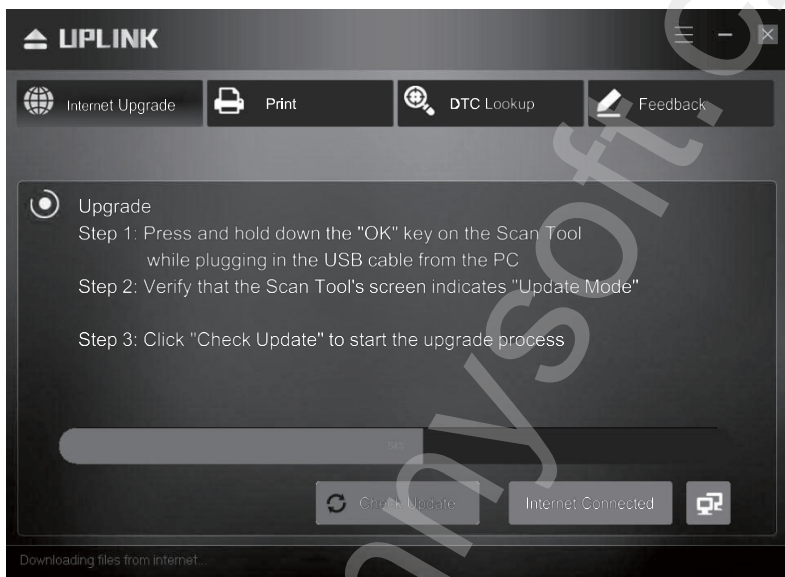 UPLINK
Internet Upgrade
Print
DTC Lookup
Feedback
Upgrade
Step 1: Press and hold down the "OK" key on the Scan Tool
while plugging in the USB cable from the PC
Step 2: Verify that the Scan Tool's screen indicates "Update Mode"
Step 3: Click "Check Update" to start the upgrade process
Check Update
Internet Connected
Downloading files from internet...